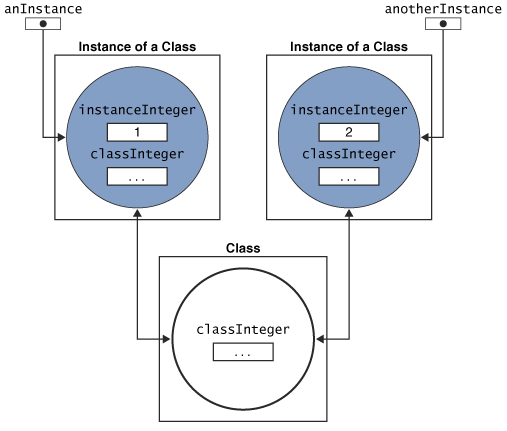 anInstance
anotherInstance
Instance of a Class
Instance of a Class
instanceInteger
1
classInteger
...
instanceInteger
2
classInteger
...
Class
classInteger
...